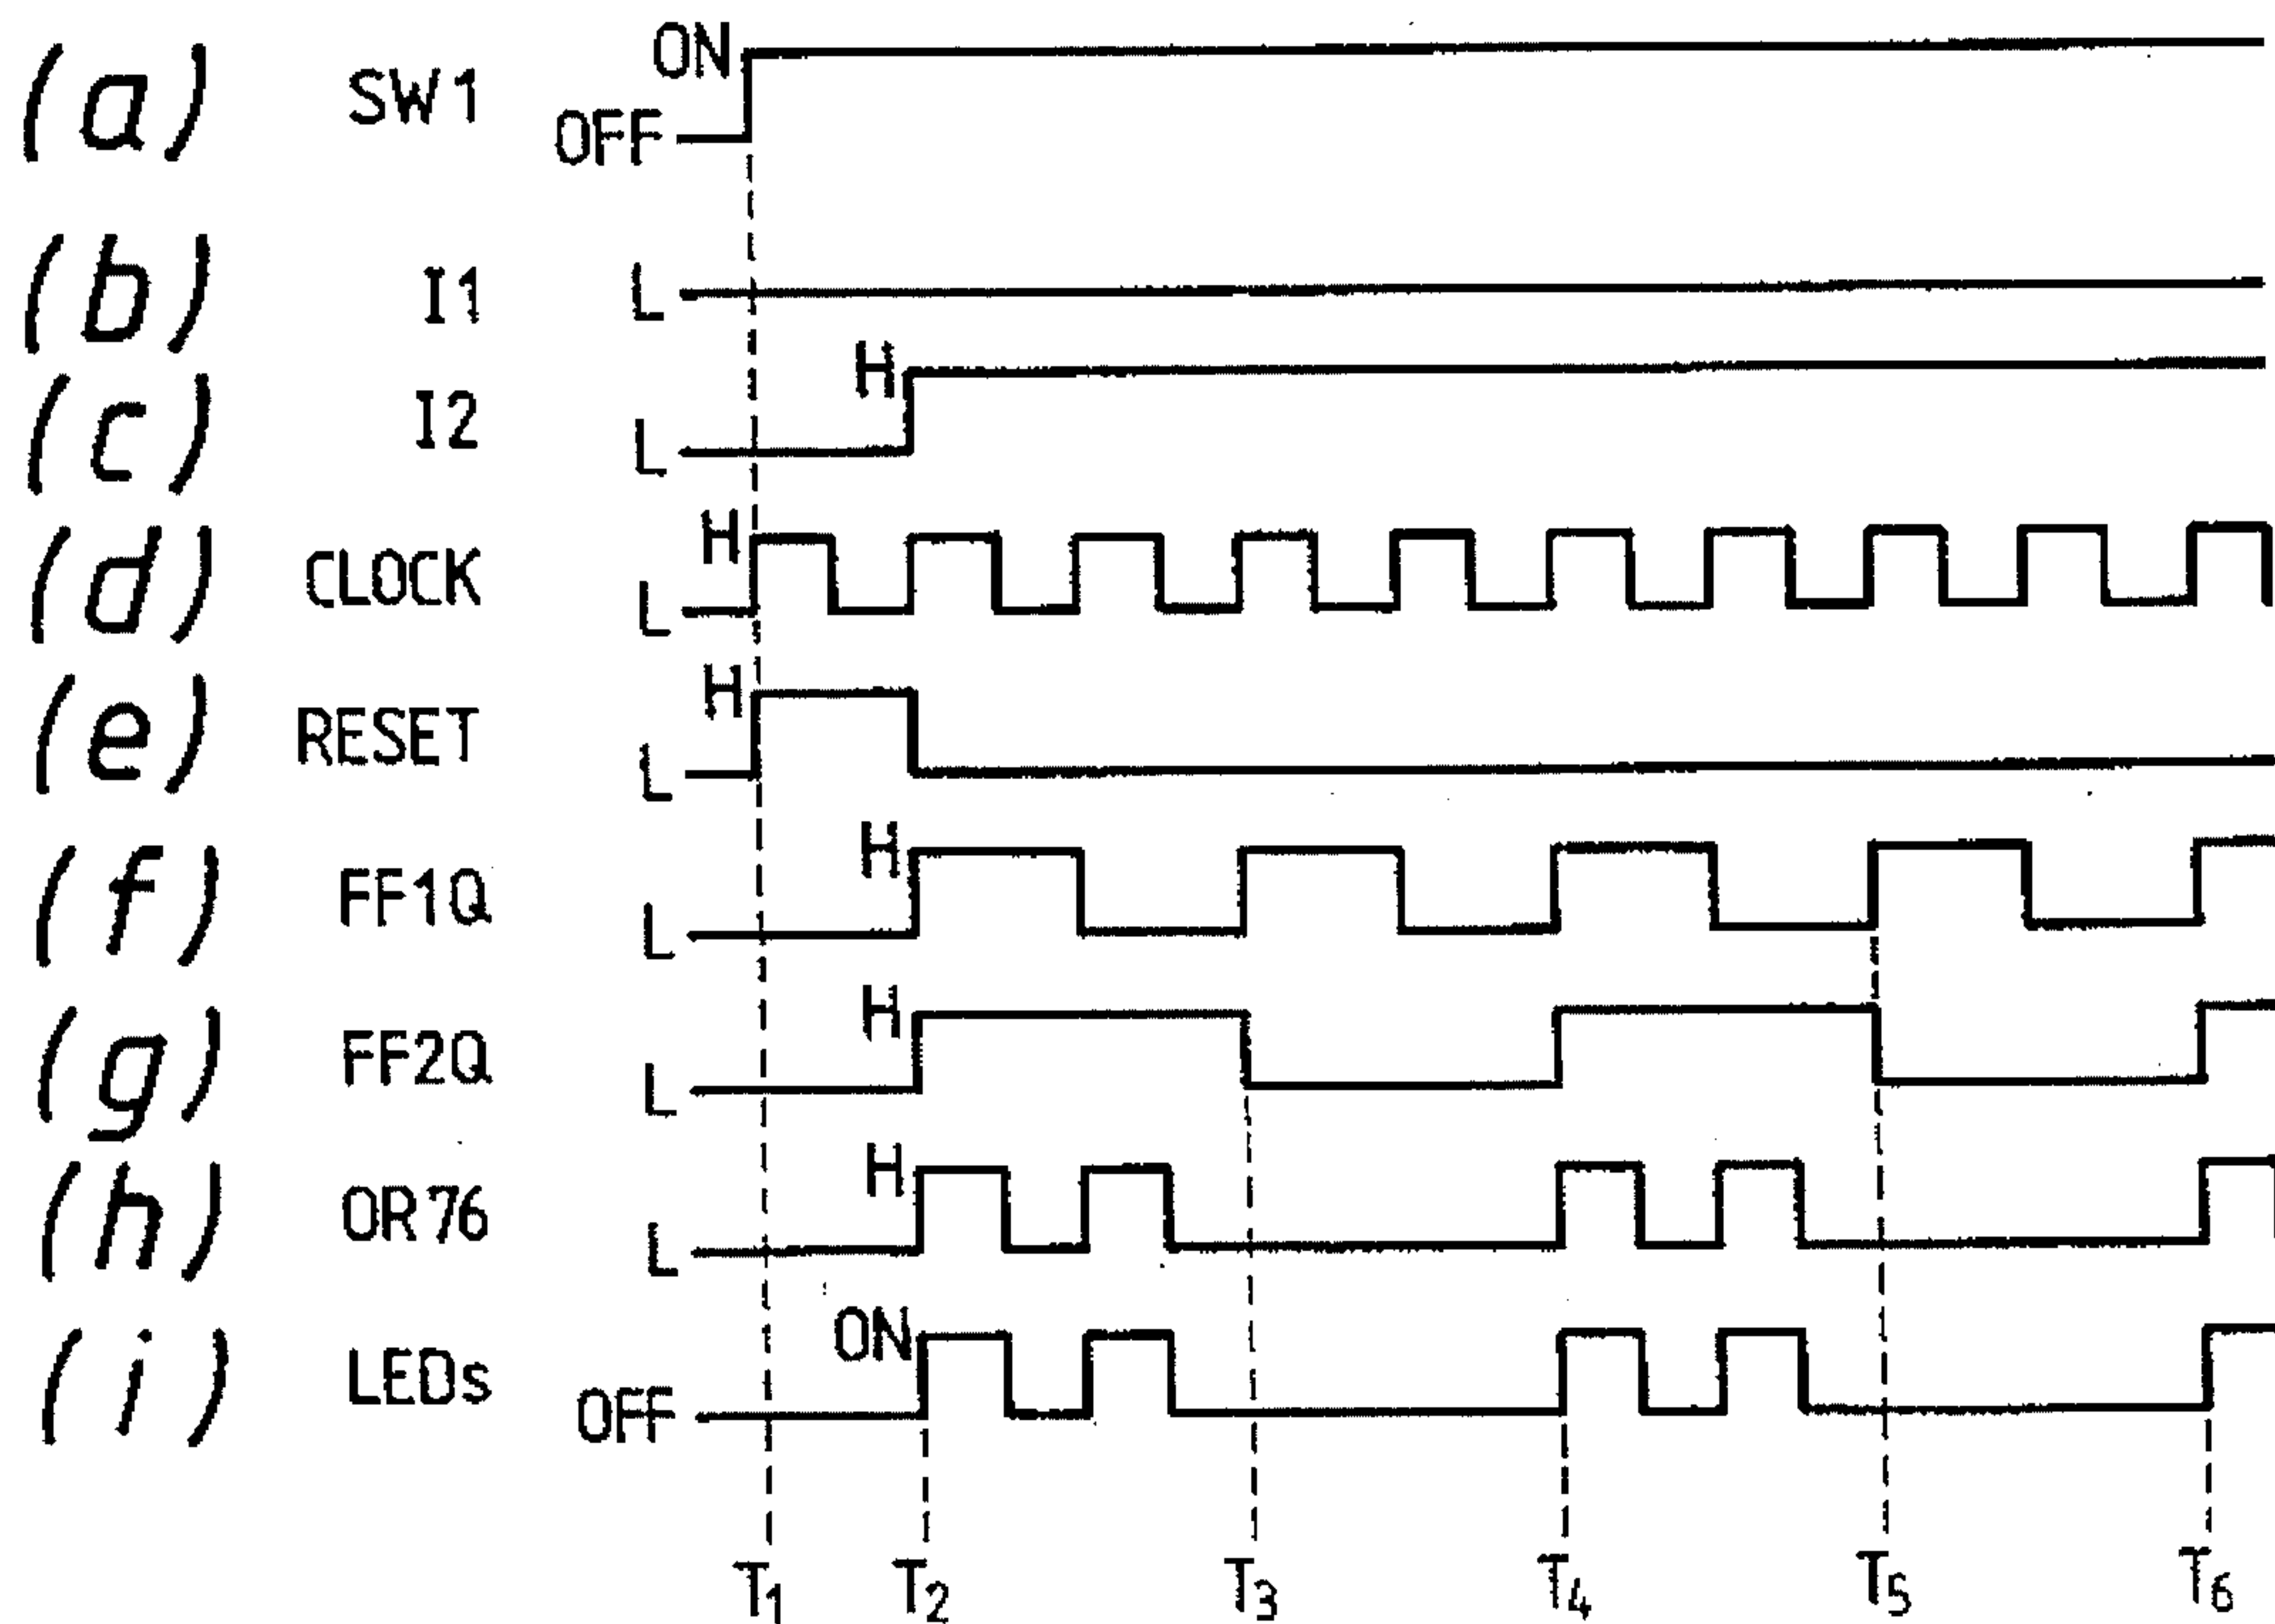 (a) SW1 ON
OFF
(b) I1 L
(c) I2 H
L
(d) CLOCK H
L
(e) RESET H
L
(f) FF1Q H
L
(g) FF2Q H
L
(h) OR76 H
L
(i) LEDs ON
OFF
T1 T2 T3 T4 T5 T6